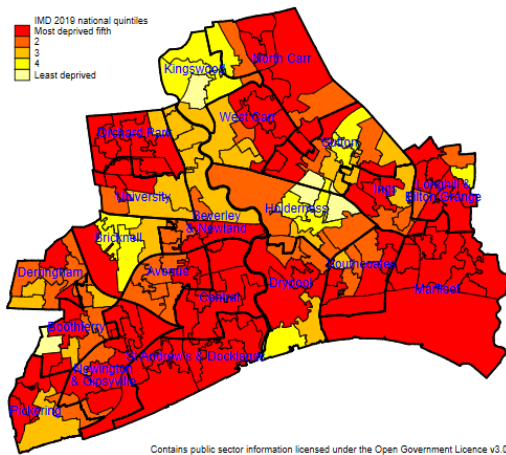 IMD 2019 national quintiles
Most deprived fifth
2
3
4
Least deprived
North Carr
Kingswood
West Carr
Orchard Park
Sutton
University
Ings
Longhill &
Bilton Grange
Holderness
Beverley
& Newland
Bricknell
Derringham
Avenue
Southcoates
Drypool
Central
Marfleet
Boothferry
St Andrew's & Docklands
Newington
& Gipsyville
Pickering
Contains public sector information licensed under the Open Government Licence v3.0